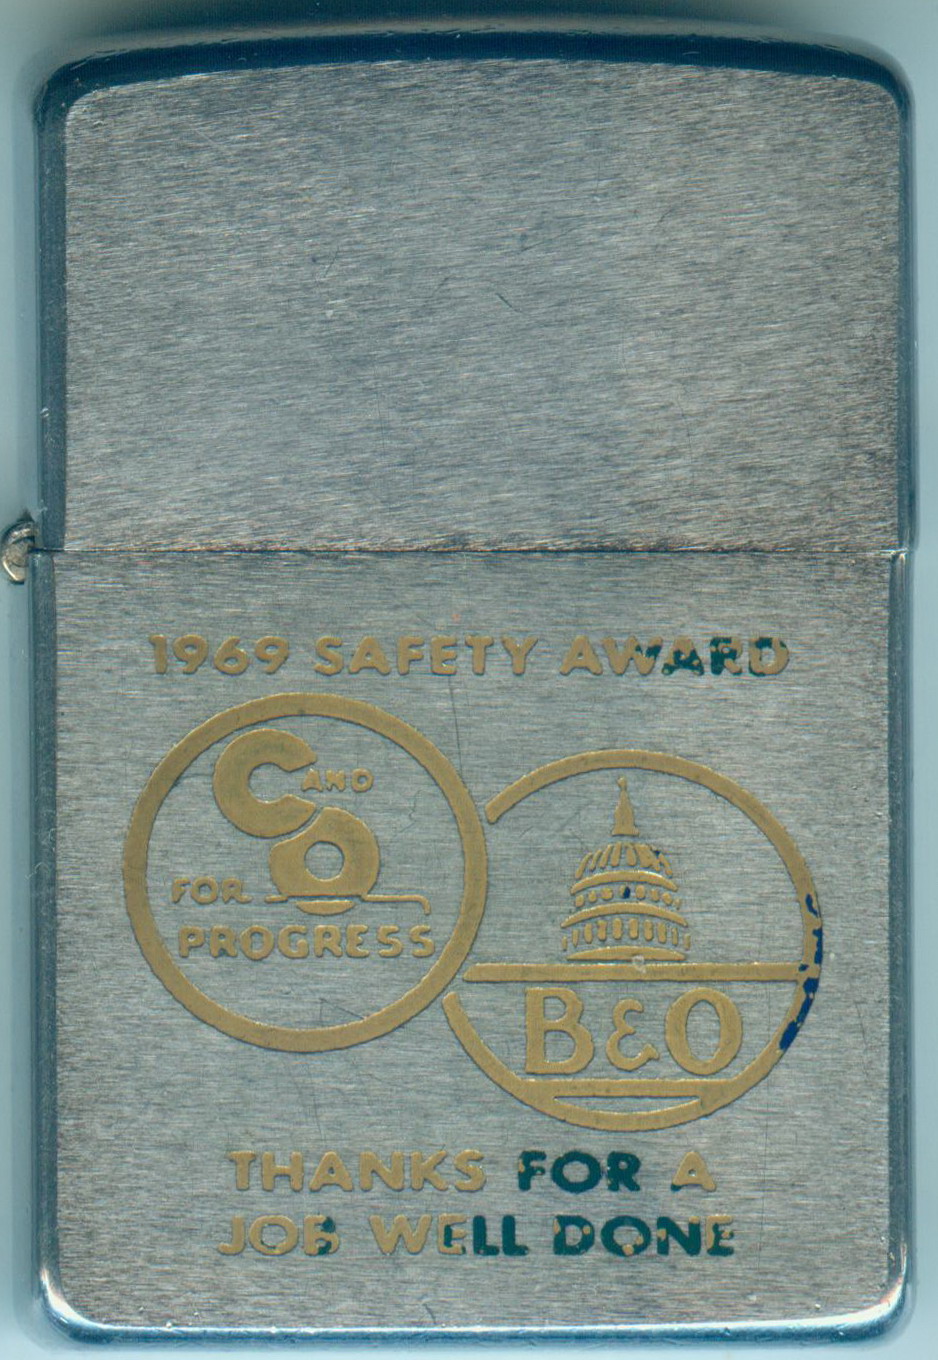 1969 SAFETY AWARD
C AND
O
FOR
PROGRESS
B&O
THANKS FOR A
JOB WELL DONE